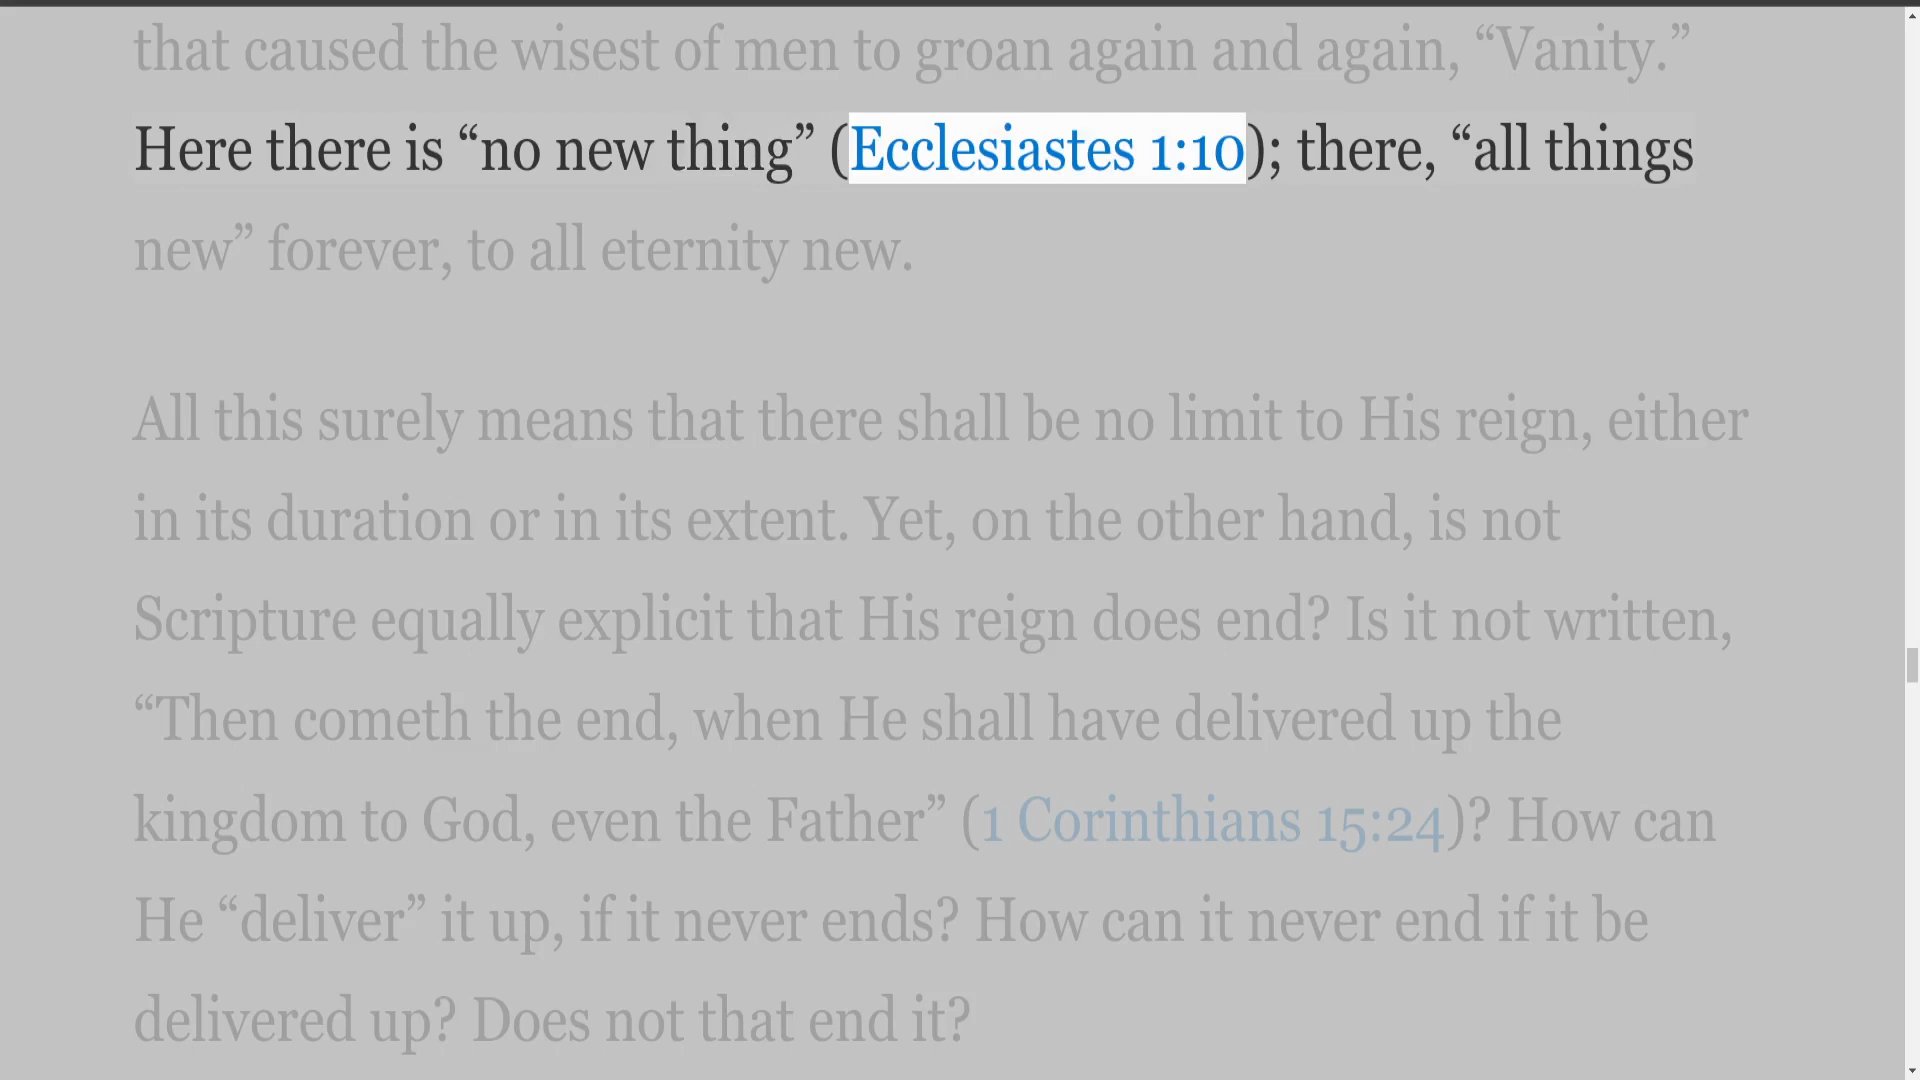 that caused the wisest of men to groan again and again, “Vanity.”
Here there is “no new thing” (Ecclesiastes 1:10); there, “all things
new” forever, to all eternity new.
All this surely means that there shall be no limit to His reign, either
in its duration or in its extent. Yet, on the other hand, is not
Scripture equally explicit that His reign does end? Is it not written,
“Then cometh the end, when He shall have delivered up the
kingdom to God, even the Father” (1 Corinthians 15:24)? How can
He “deliver” it up, if it never ends? How can it never end if it be
delivered up? Does not that end it?